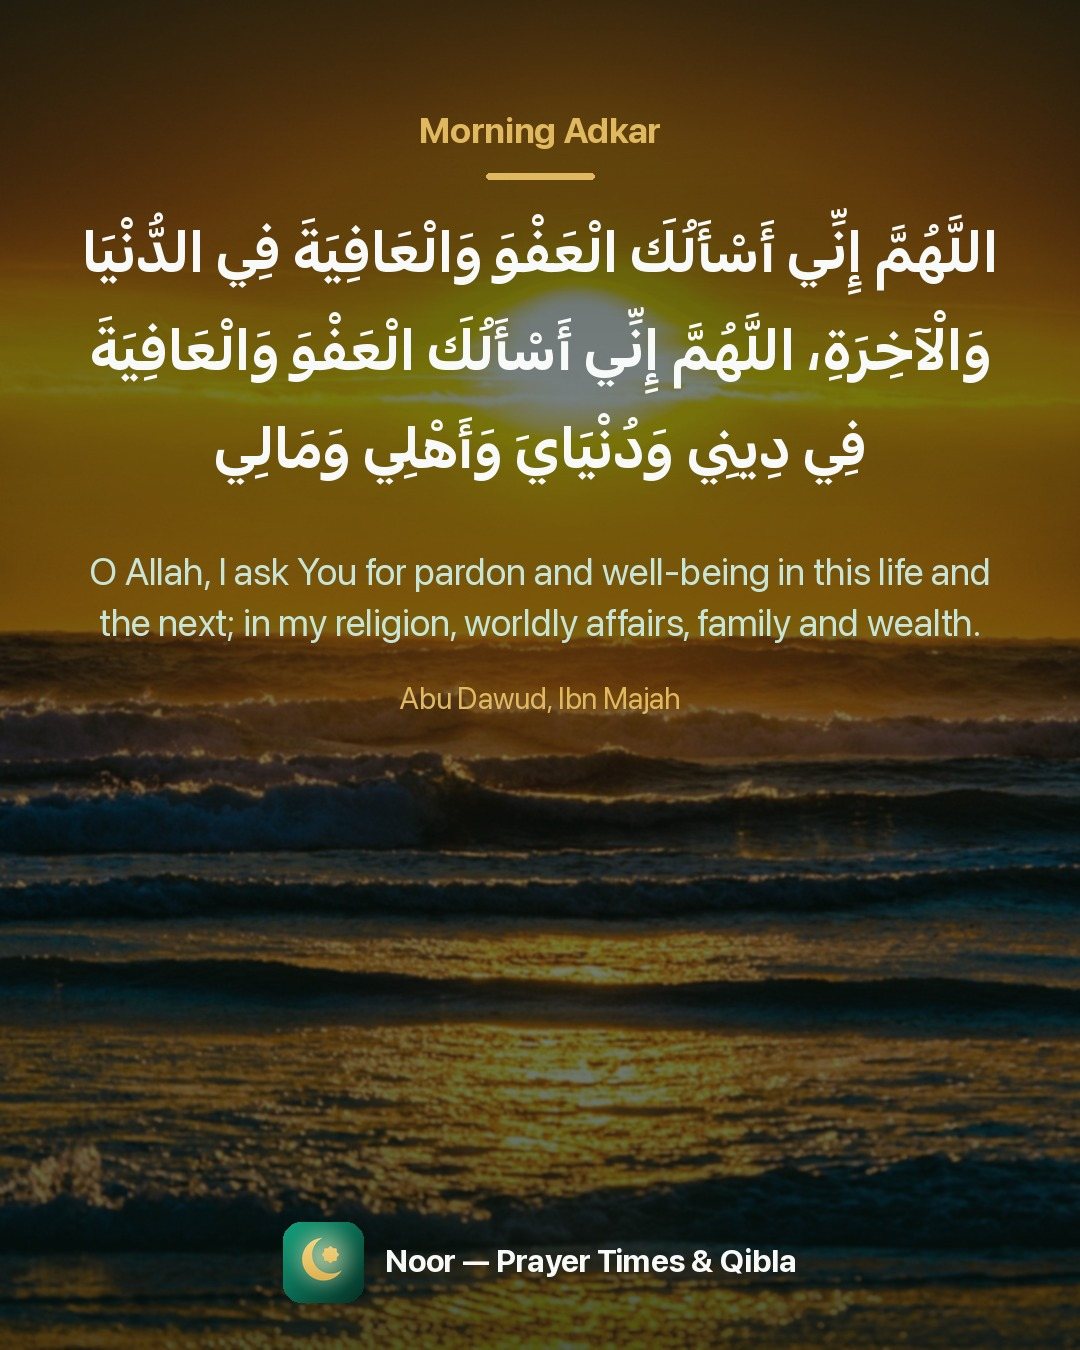 Morning Adkar
اللَّهُمَّ إِنِّي أَسْأَلُكَ الْعَفْوَ وَالْعَافِيَةَ فِي الدُّنْيَا
وَالْآخِرَةِ، اللَّهُمَّ إِنِّي أَسْأَلُكَ الْعَفْوَ وَالْعَافِيَةَ
فِي دِينِي وَدُنْيَايَ وَأَهْلِي وَمَالِي
O Allah, I ask You for pardon and well-being in this life and
the next; in my religion, worldly affairs, family and wealth.
Abu Dawud, Ibn Majah
Noor — Prayer Times & Qibla